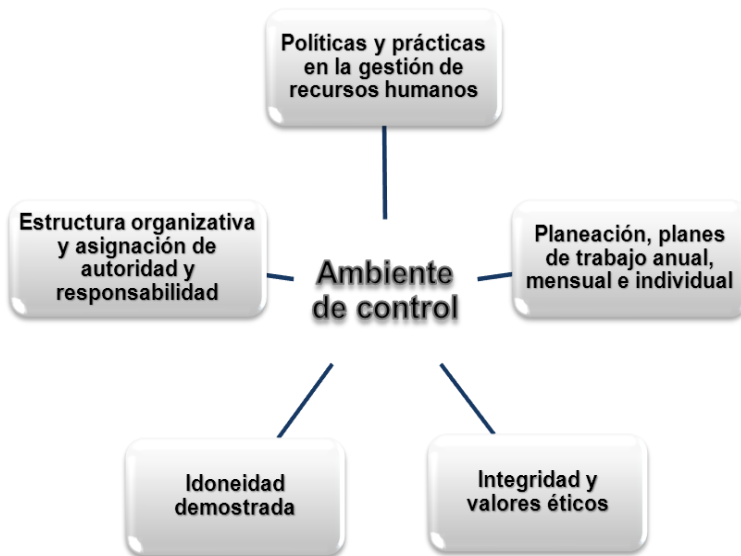 Políticas y prácticas
en la gestión de
recursos humanos
Estructura organizativa
y asignación de
autoridad y
responsabilidad
Ambiente
de control
Planeación, planes
de trabajo anual,
mensual e individual
Idoneidad
demostrada
Integridad y
valores éticos